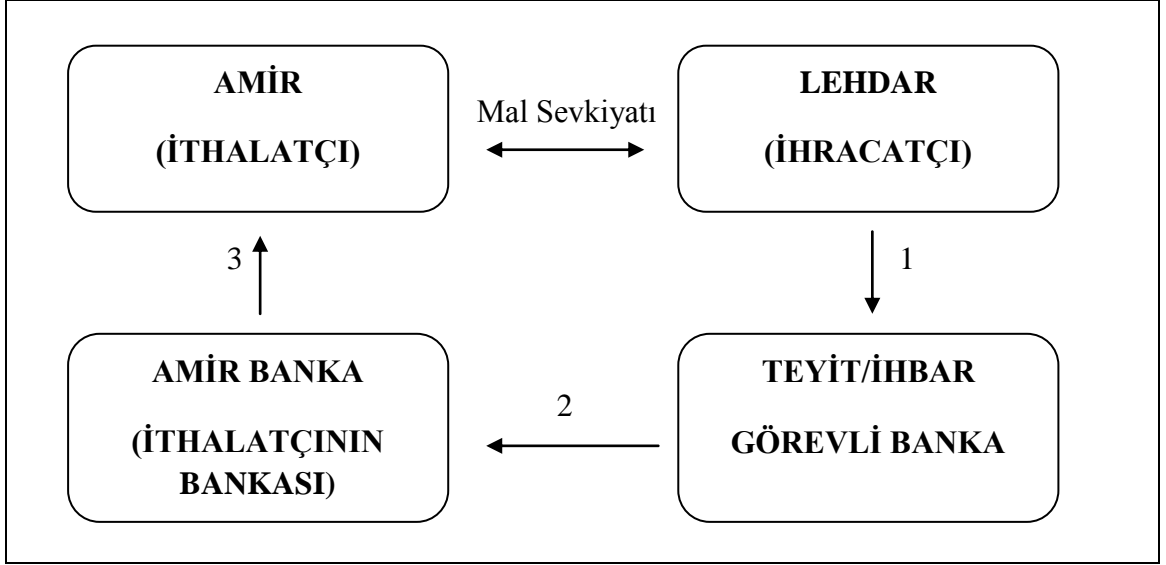 AMİR
(İTHALATÇI)
Mal Sevkiyatı
LEHDAR
(İHRACATÇI)
3
1
AMİR BANKA
(İTHALATÇININ
BANKASI)
2
TEYİT/İHBAR
GÖREVLİ BANKA